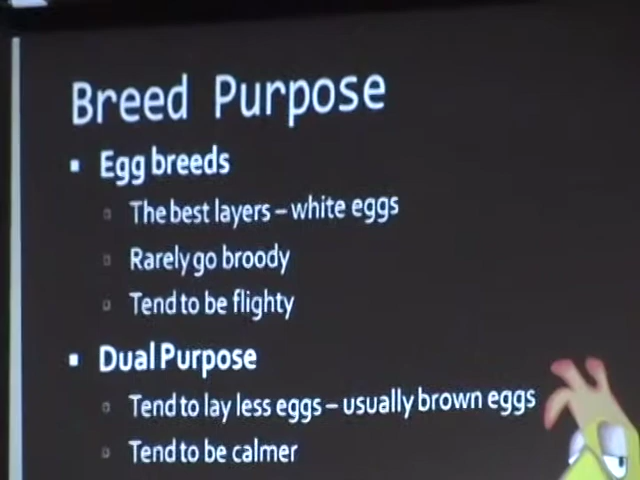 Breed Purpose
▪ Egg breeds
▫ The best layers – white eggs
▫ Rarely go broody
▫ Tend to be flighty
▪ Dual Purpose
▫ Tend to lay less eggs – usually brown eggs
▫ Tend to be calmer